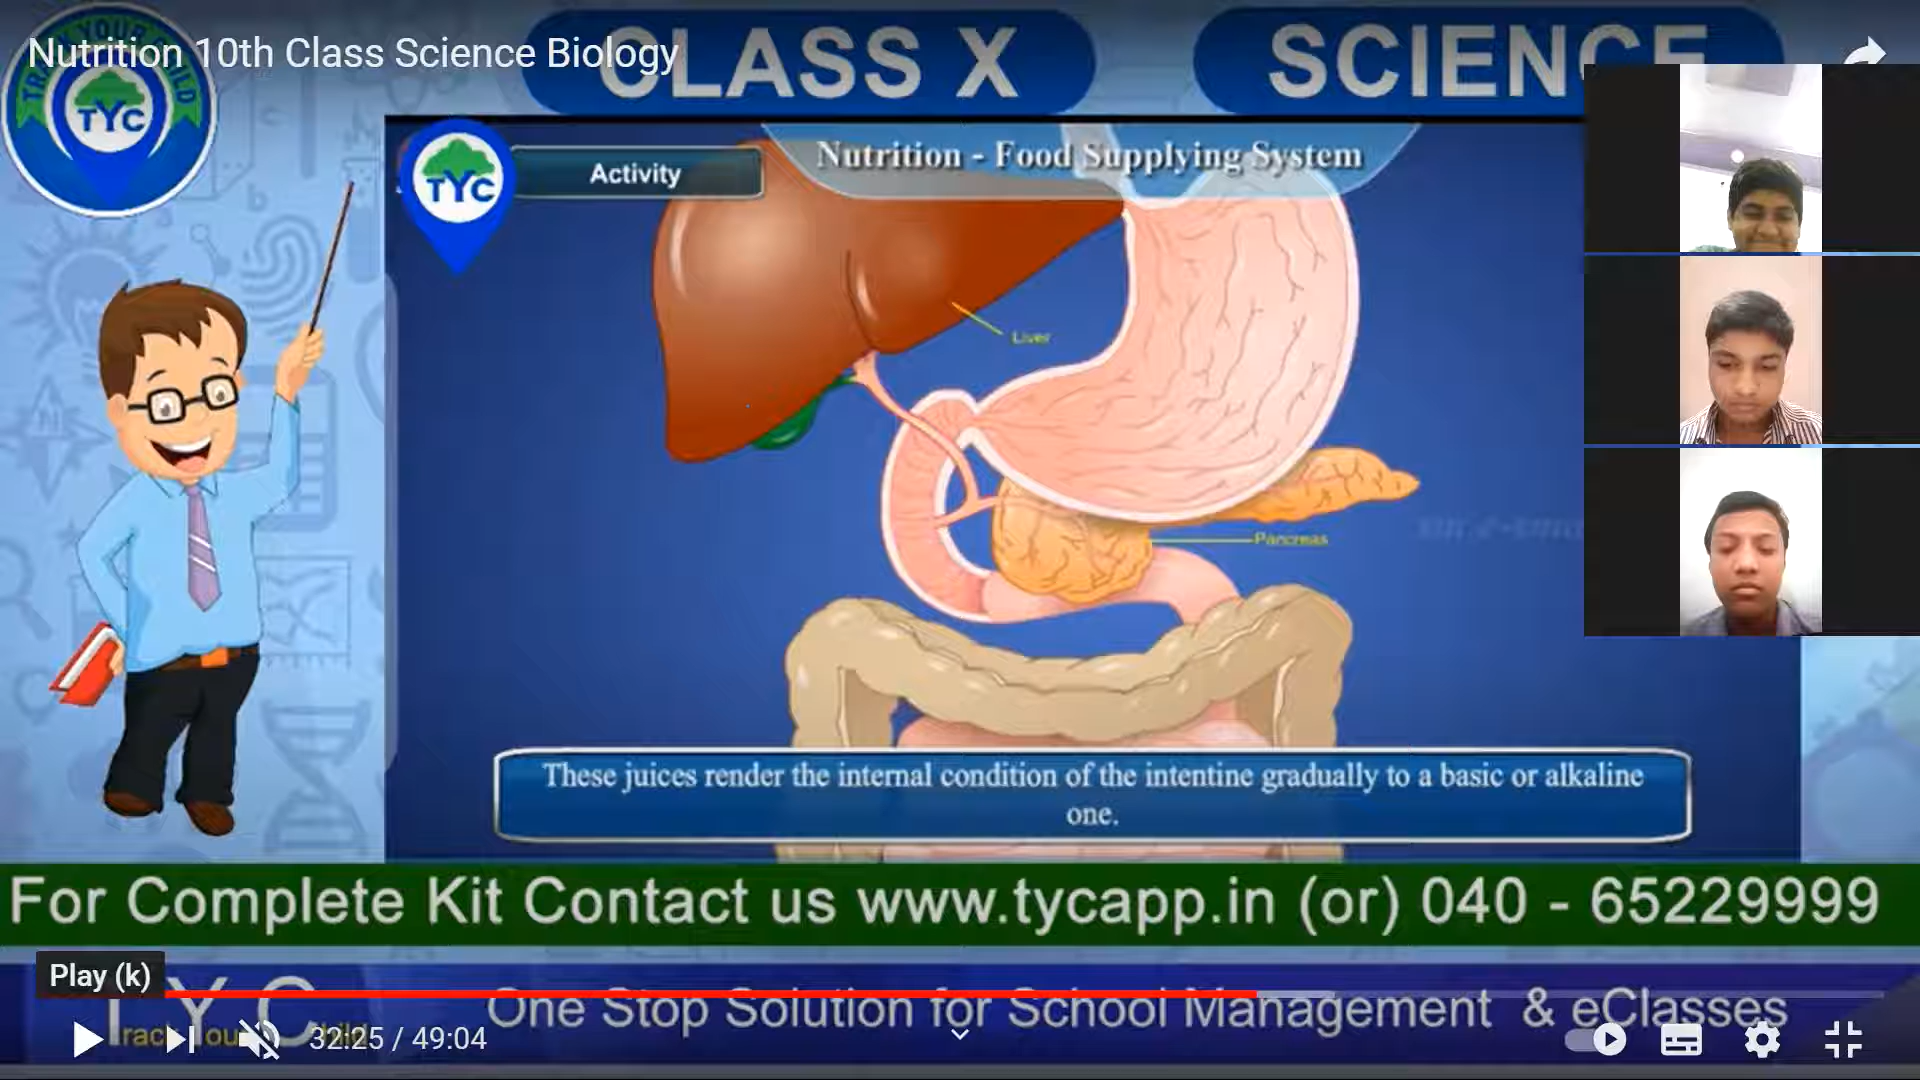 Nutrition 10th Class Science Biology
CLASS X
SCIENCE
TYC
TYC
Activity
Nutrition - Food Supplying System
Liver
Pancreas
These juices render the internal condition of the intentine gradually to a basic or alkaline
one.
For Complete Kit Contact us www.tycapp.in (or) 040 - 65229999
Play (k)
TYC
One Stop Solution for School Management & eClasses
32:25 / 49:04